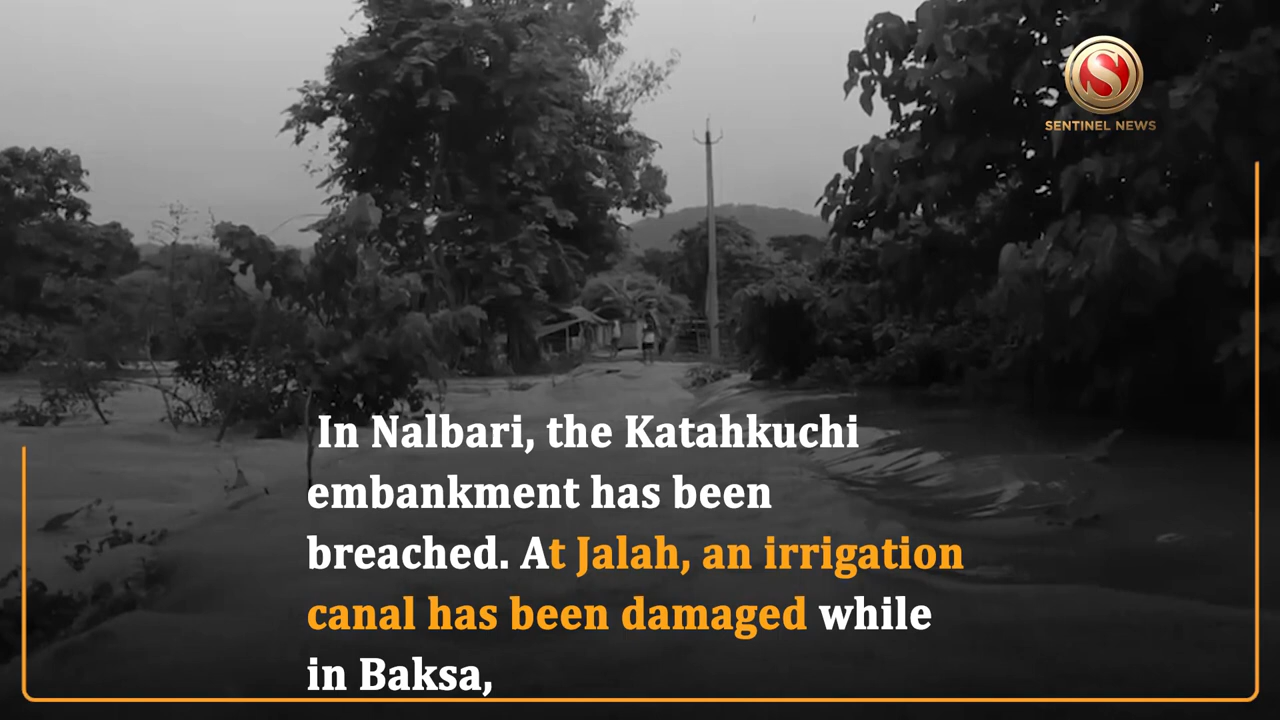 SENTINEL NEWS
In Nalbari, the Katahkuchi
embankment has been
breached. At Jalah, an irrigation
canal has been damaged while
in Baksa,